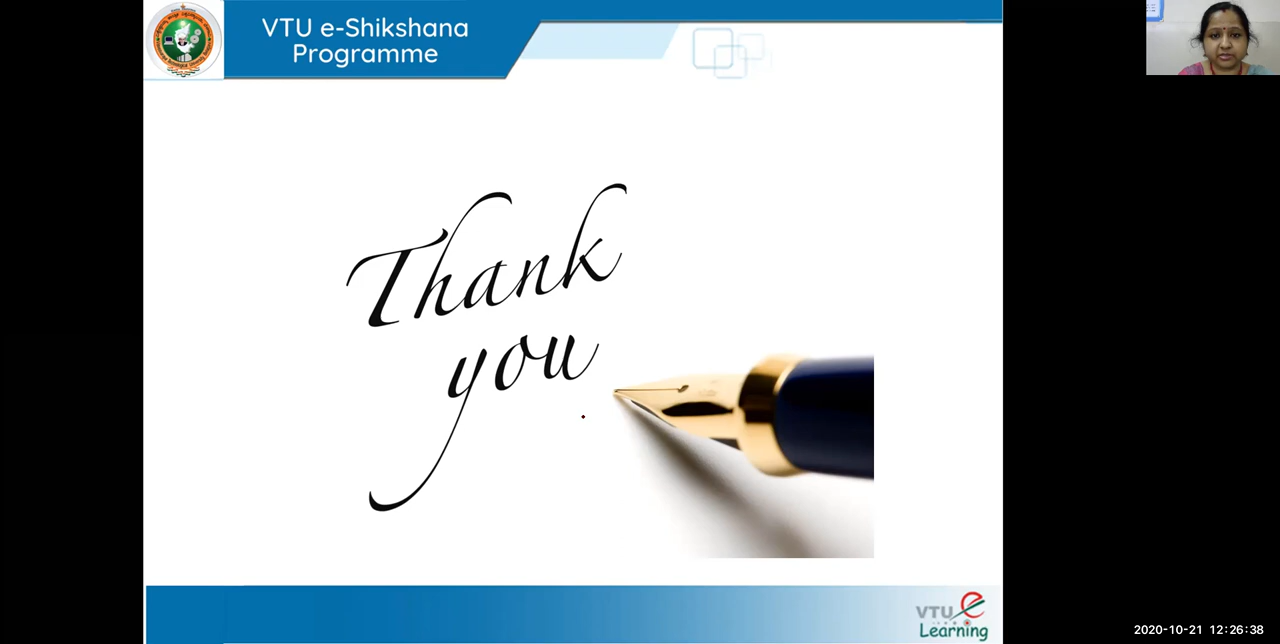 VTU e-Shikshana
Programme
Thank
you
VTU e
Learning
2020-10-21 12:26:38